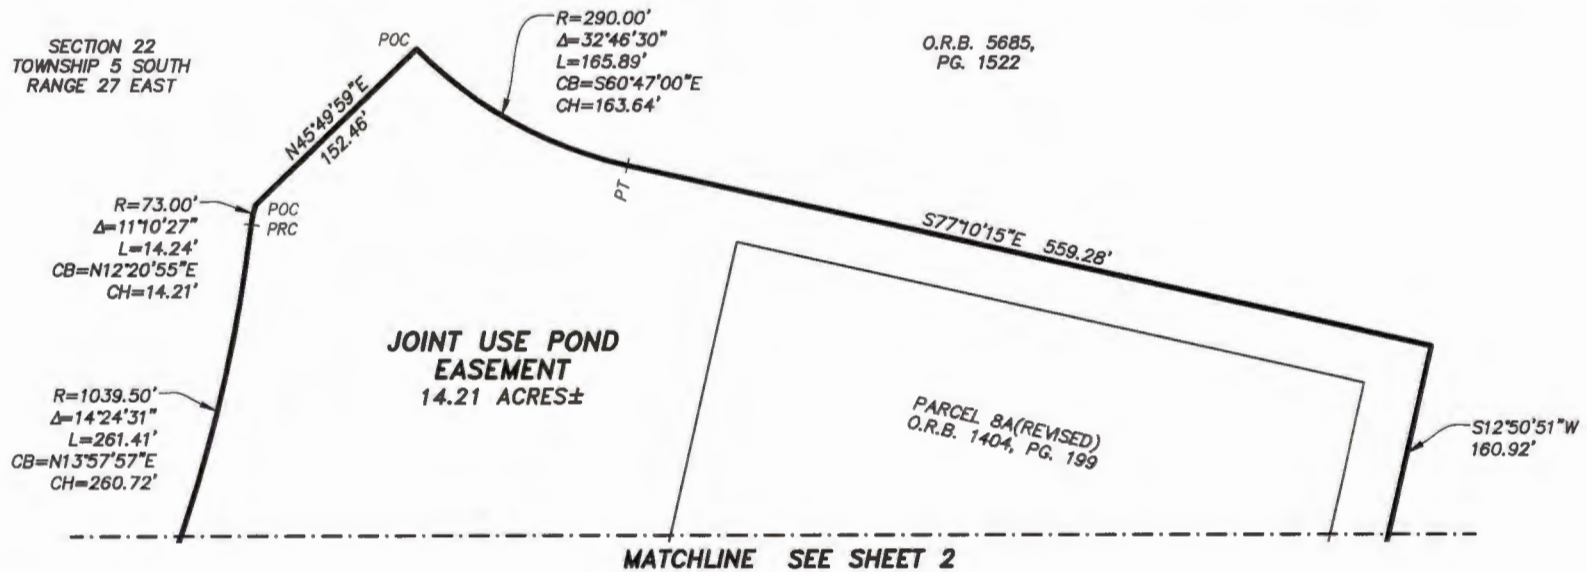 SECTION 22
TOWNSHIP 5 SOUTH
RANGE 27 EAST
POC
R=290.00'
Δ=32°46'30"
L=165.89'
CB=S60°47'00"E
CH=163.64'
O.R.B. 5685,
PG. 1522
N45°49'59"E
152.46'
R=73.00'
Δ=11°10'27"
L=14.24'
CB=N12°20'55"E
CH=14.21'
POC
PRC
PT
S77°10'15"E 559.28'
JOINT USE POND
EASEMENT
14.21 ACRES±
R=1039.50'
Δ=14°24'31"
L=261.41'
CB=N13°57'57"E
CH=260.72'
PARCEL 8A(REVISED)
O.R.B. 1404, PG. 199
S12°50'51"W
160.92'
MATCHLINE SEE SHEET 2